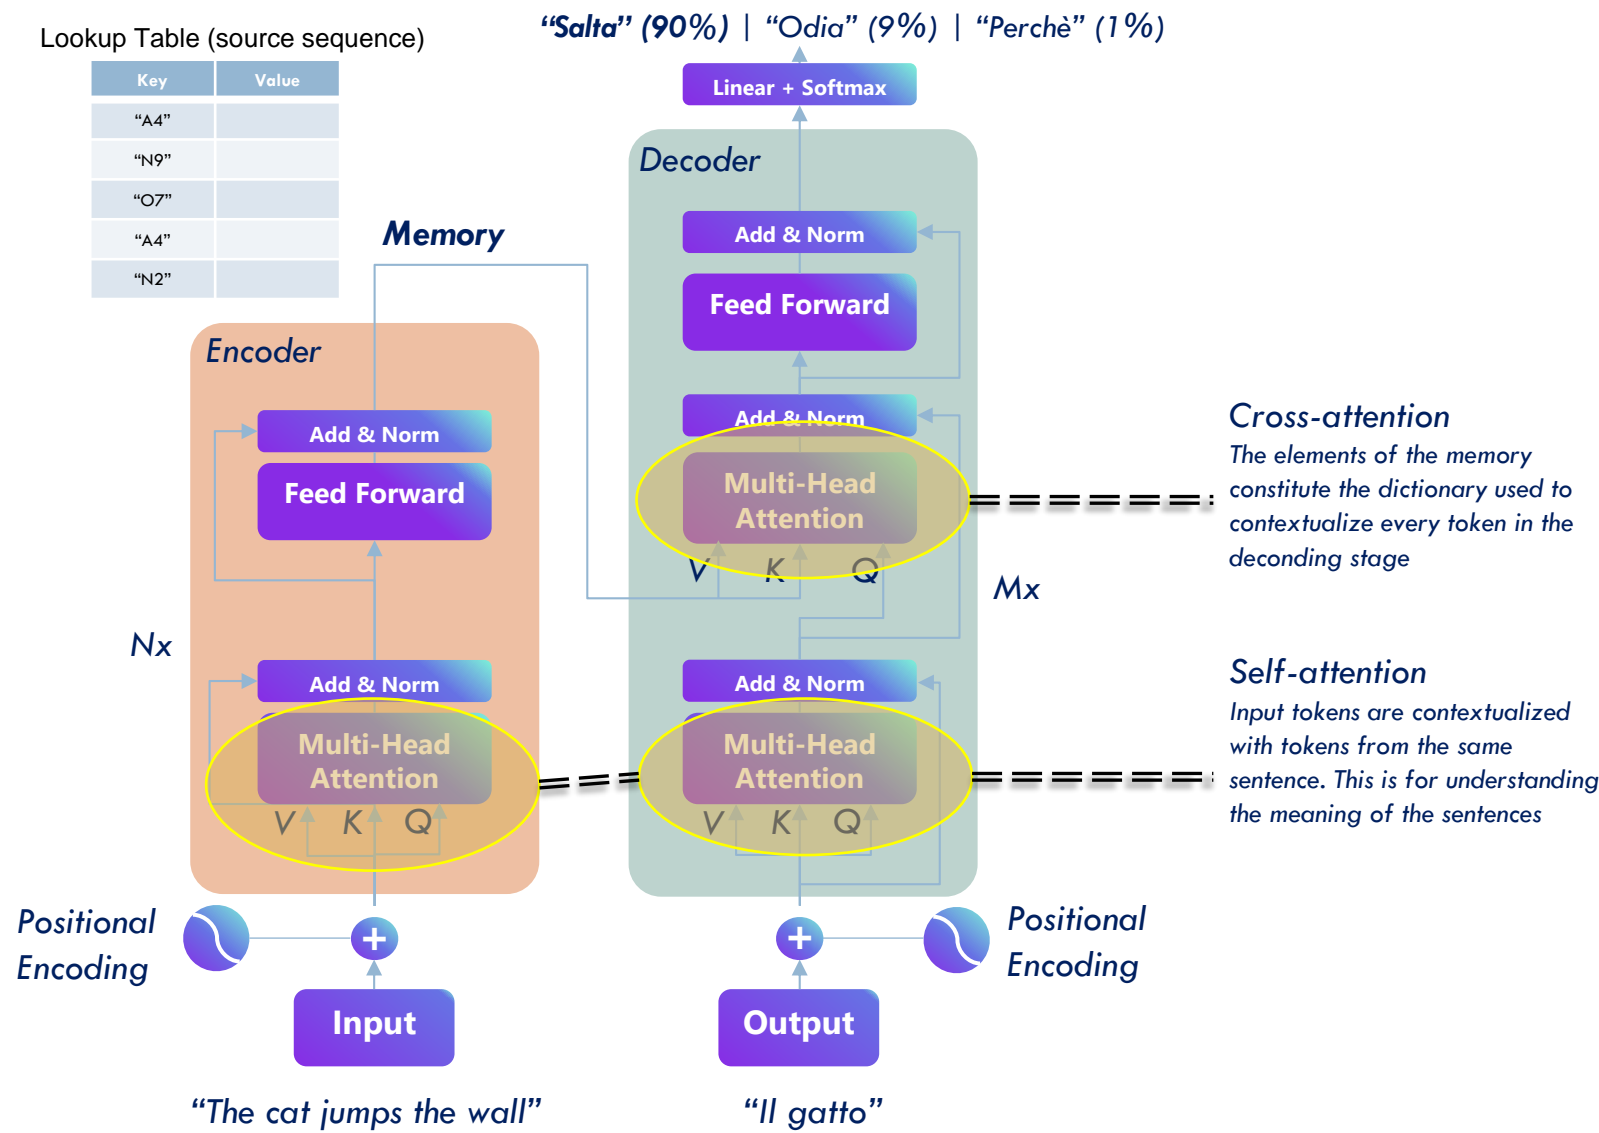 “Salta” (90%) | “Odia” (9%) | “Perchè” (1%)
Lookup Table (source sequence)
Key Value
“A4”
“N9”
“O7”
“A4”
“N2”
Linear + Softmax
Decoder
Add & Norm
Feed Forward
Add & Norm
Multi-Head
Attention
V K Q
Mx
Add & Norm
Multi-Head
Attention
V K Q
Memory
Encoder
Add & Norm
Feed Forward
Nx
Add & Norm
Multi-Head
Attention
V K Q
Cross-attention
The elements of the memory
constitute the dictionary used to
contextualize every token in the
deconding stage
Self-attention
Input tokens are contextualized
with tokens from the same
sentence. This is for understanding
the meaning of the sentences
Positional
Encoding
+
+
Positional
Encoding
Input
Output
“The cat jumps the wall”
“Il gatto”